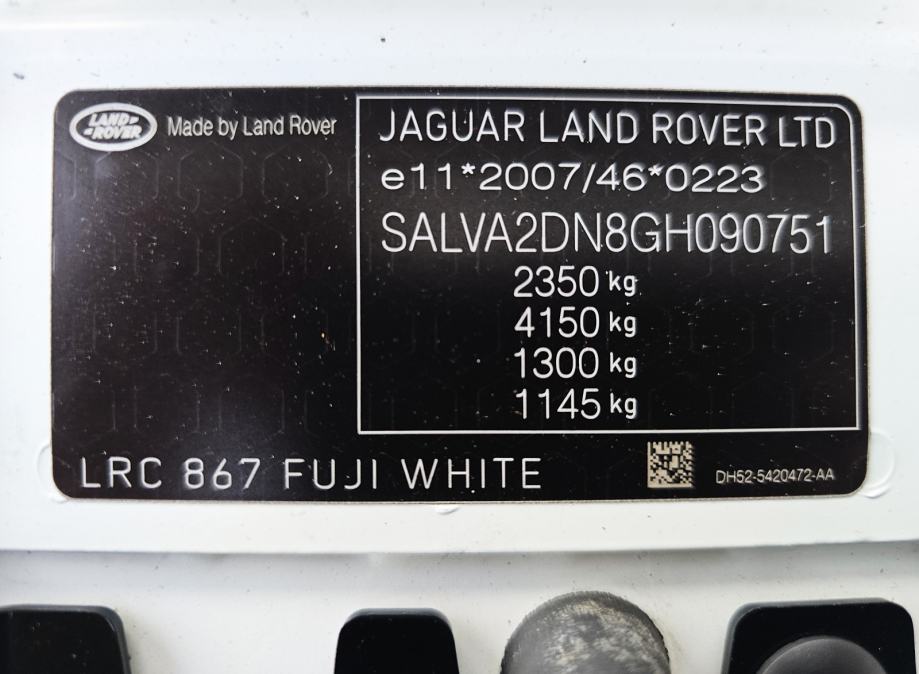 LAND ROVER
Made by Land Rover
JAGUAR LAND ROVER LTD
e11*2007/46*0223
SALVA2DN8GH090751
2350 kg
4150 kg
1300 kg
1145 kg
LRC 867 FUJI WHITE
DH52-5420472-AA